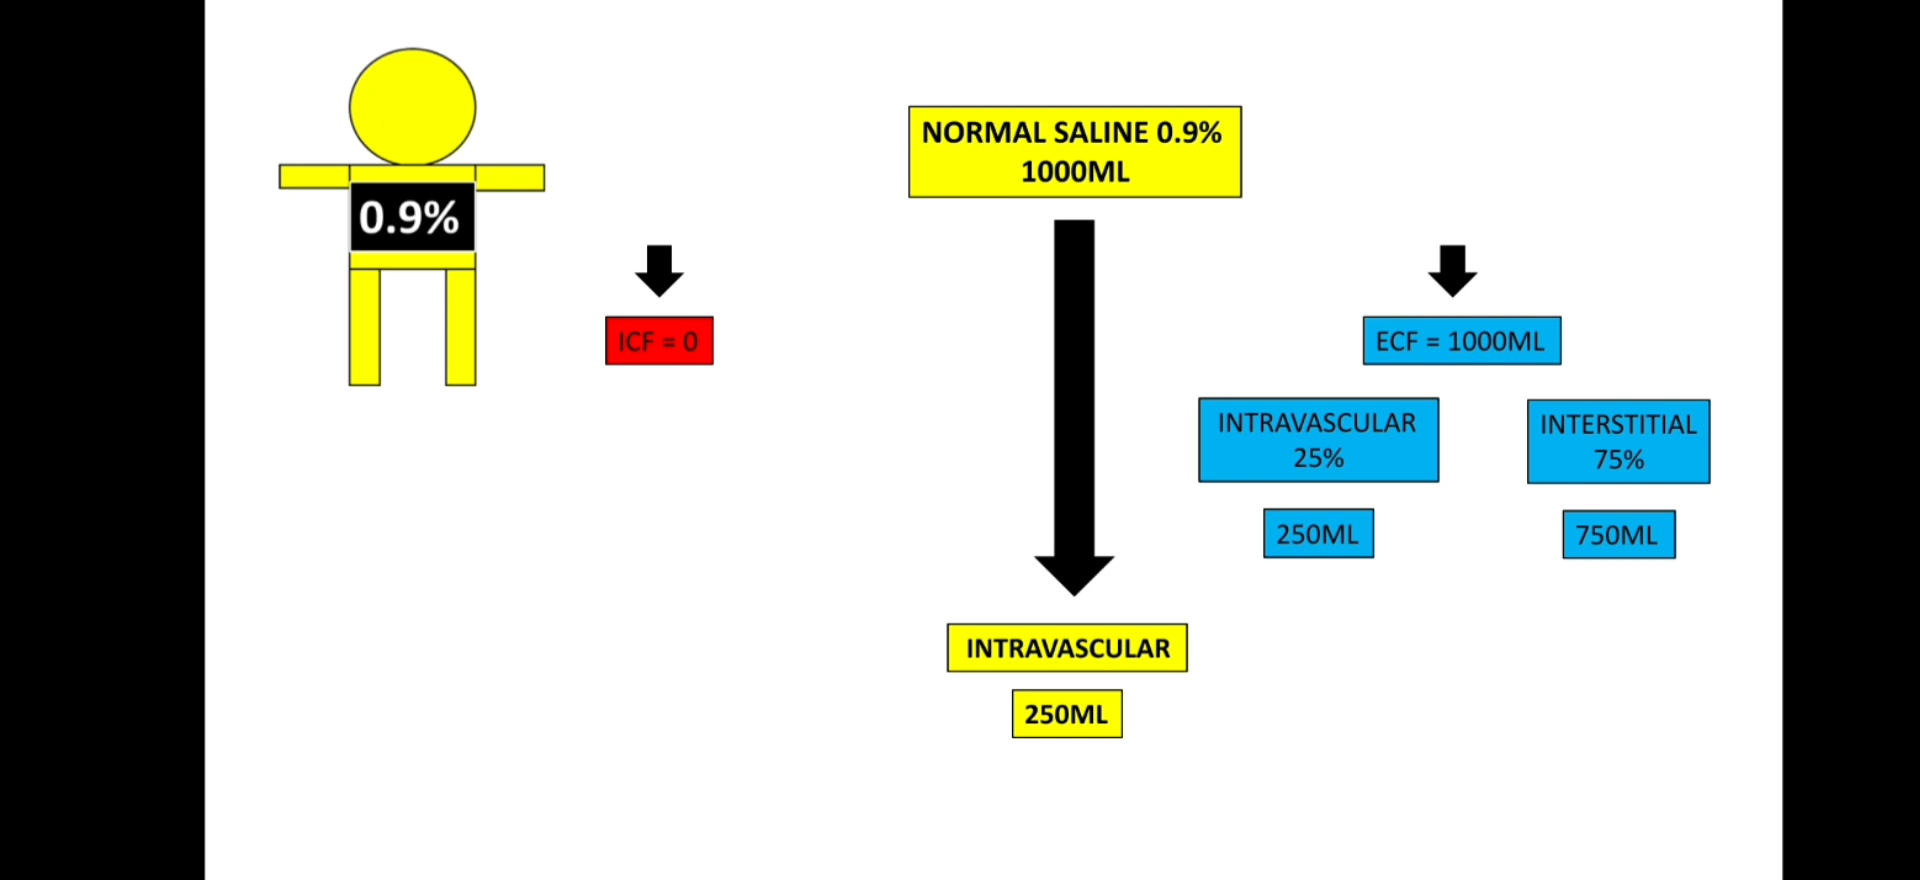 NORMAL SALINE 0.9%
1000ML
0.9%
ICF = 0
ECF = 1000ML
INTRAVASCULAR
25%
INTERSTITIAL
75%
250ML
750ML
INTRAVASCULAR
250ML